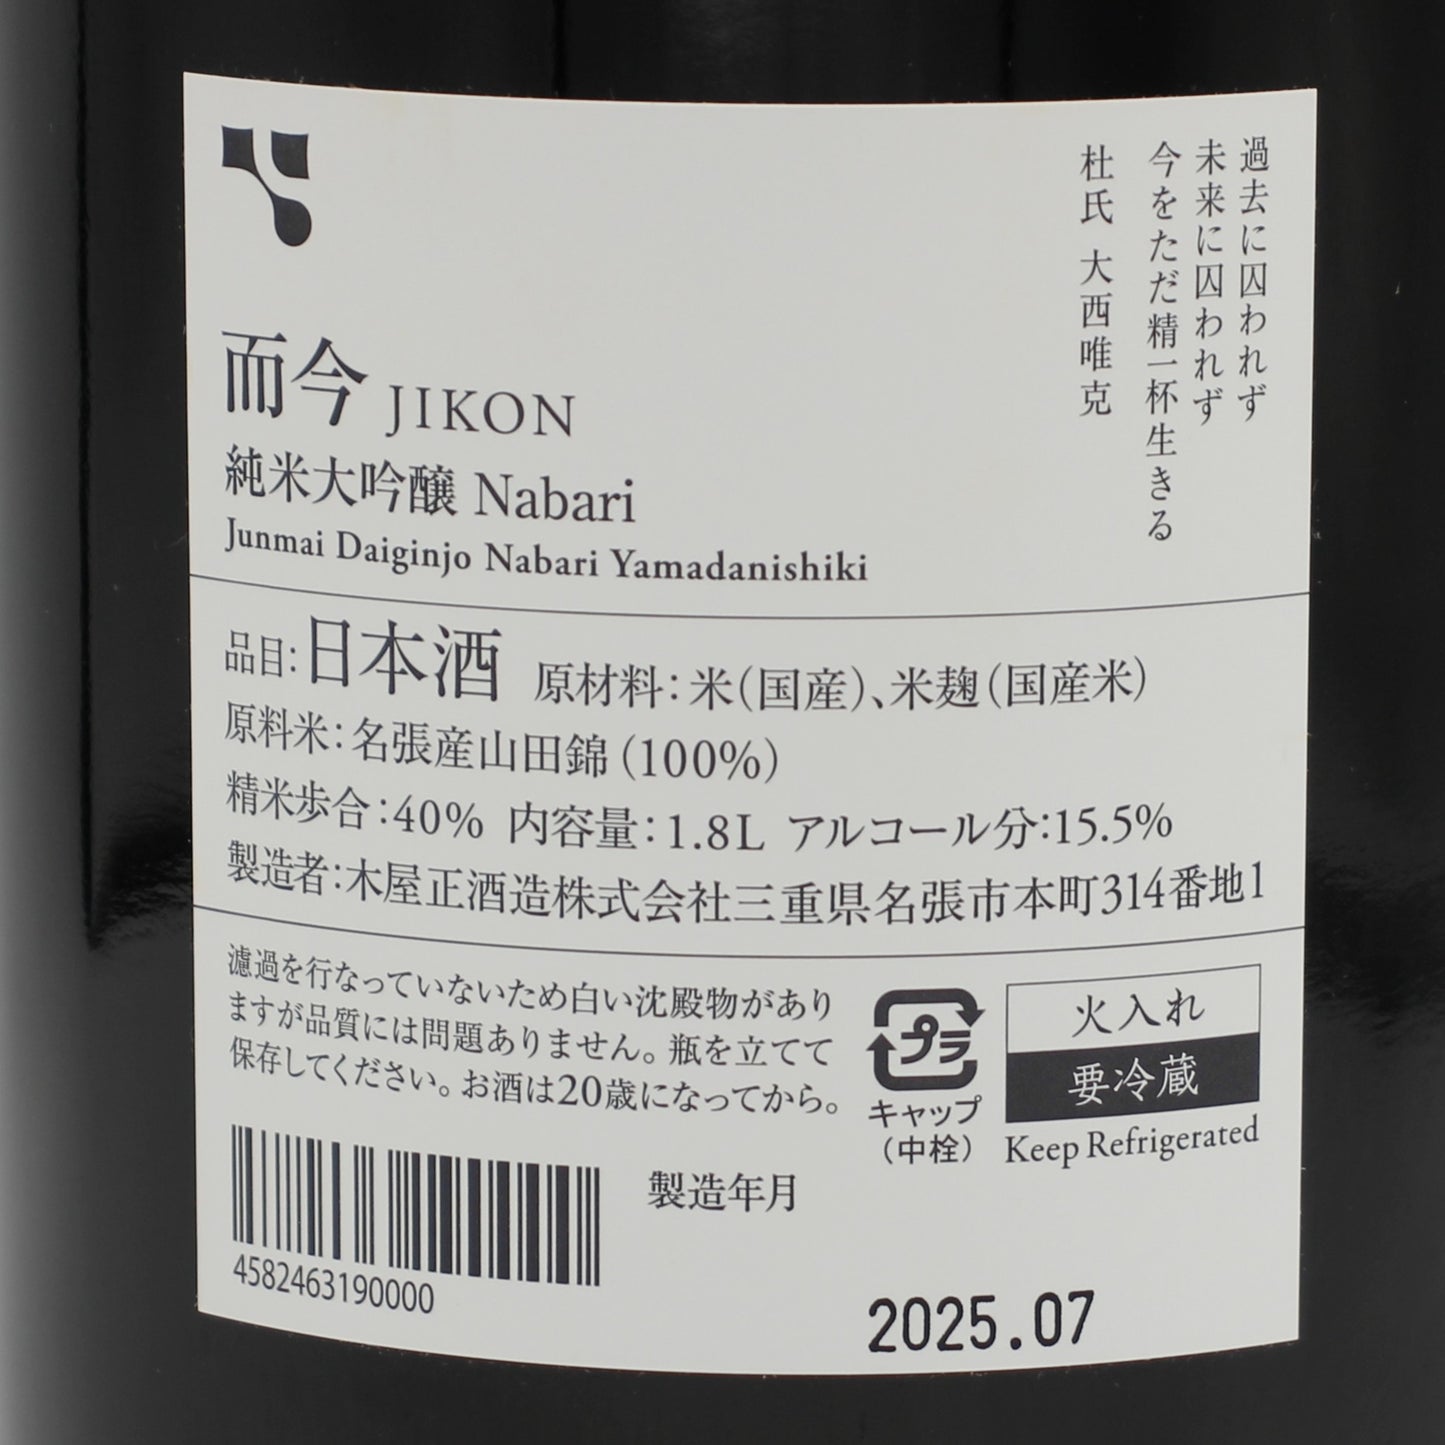 過去に囚われず
未来に囚われず
今をただ精一杯生きる
杜氏 大西唯克
而今 JIKON
純米大吟醸 Nabari
Junmai Daiginjo Nabari Yamadanishiki
品目:日本酒 原材料:米(国産)、米麹(国産米)
原料米:名張産山田錦(100%)
精米歩合:40% 内容量:1.8L アルコール分:15.5%
製造者:木屋正酒造株式会社三重県名張市本町314番地1
濾過を行なっていないため白い沈殿物があり
ますが品質には問題ありません。瓶を立てて
保存してください。お酒は20歳になってから。
プラ
キャップ
(中栓)
火入れ
要冷蔵
Keep Refrigerated
製造年月
4582463190000
2025.07